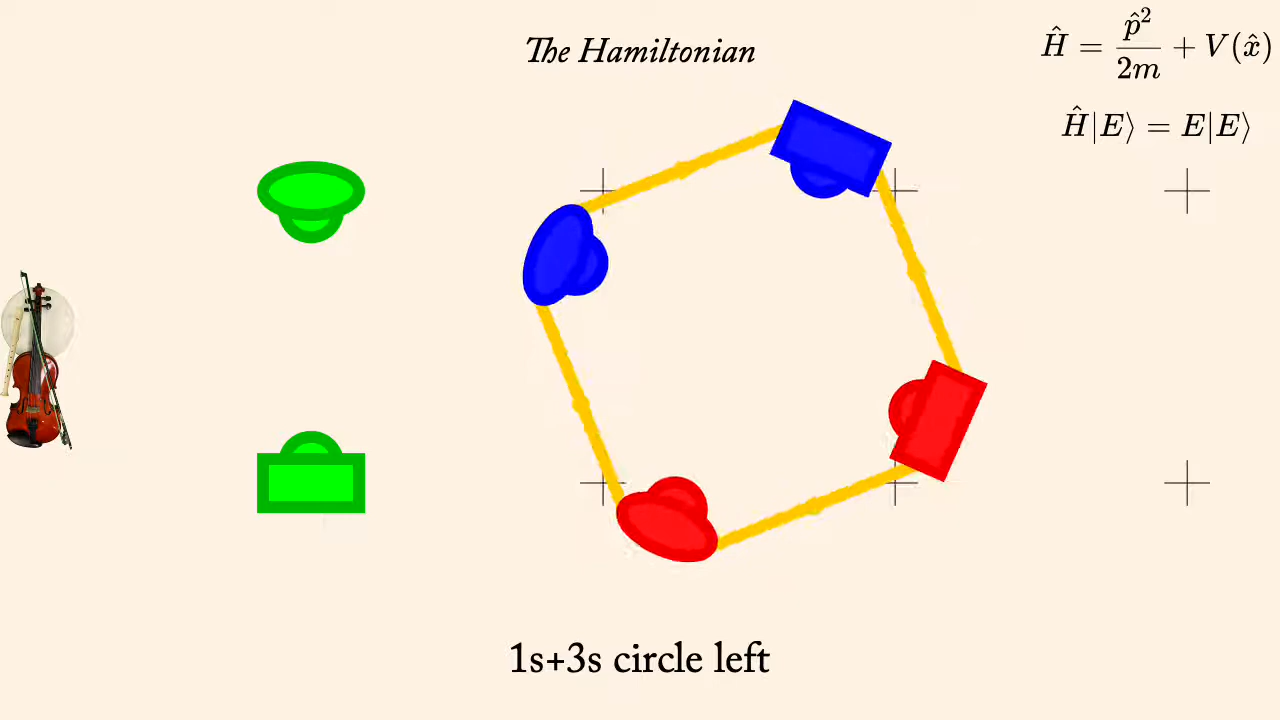 The Hamiltonian
Ĥ = p̂²/2m + V(x̂)
Ĥ|E⟩ = E|E⟩
1s+3s circle left